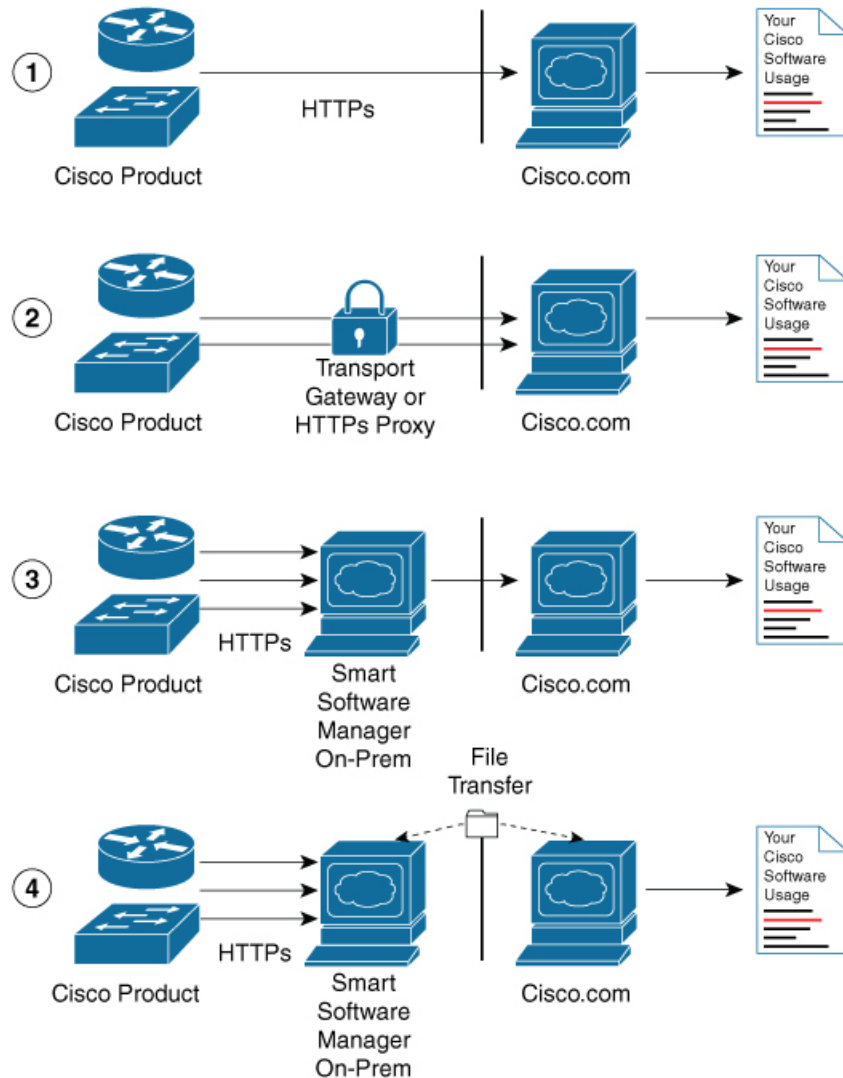 1
HTTPs
Cisco Product
Cisco.com
Your
Cisco
Software
Usage
2
Transport
Gateway or
HTTPs Proxy
Cisco Product
Cisco.com
Your
Cisco
Software
Usage
3
HTTPs
Cisco Product
Smart
Software
Manager
On-Prem
Cisco.com
Your
Cisco
Software
Usage
4
File
Transfer
HTTPs
Cisco Product
Smart
Software
Manager
On-Prem
Cisco.com
Your
Cisco
Software
Usage